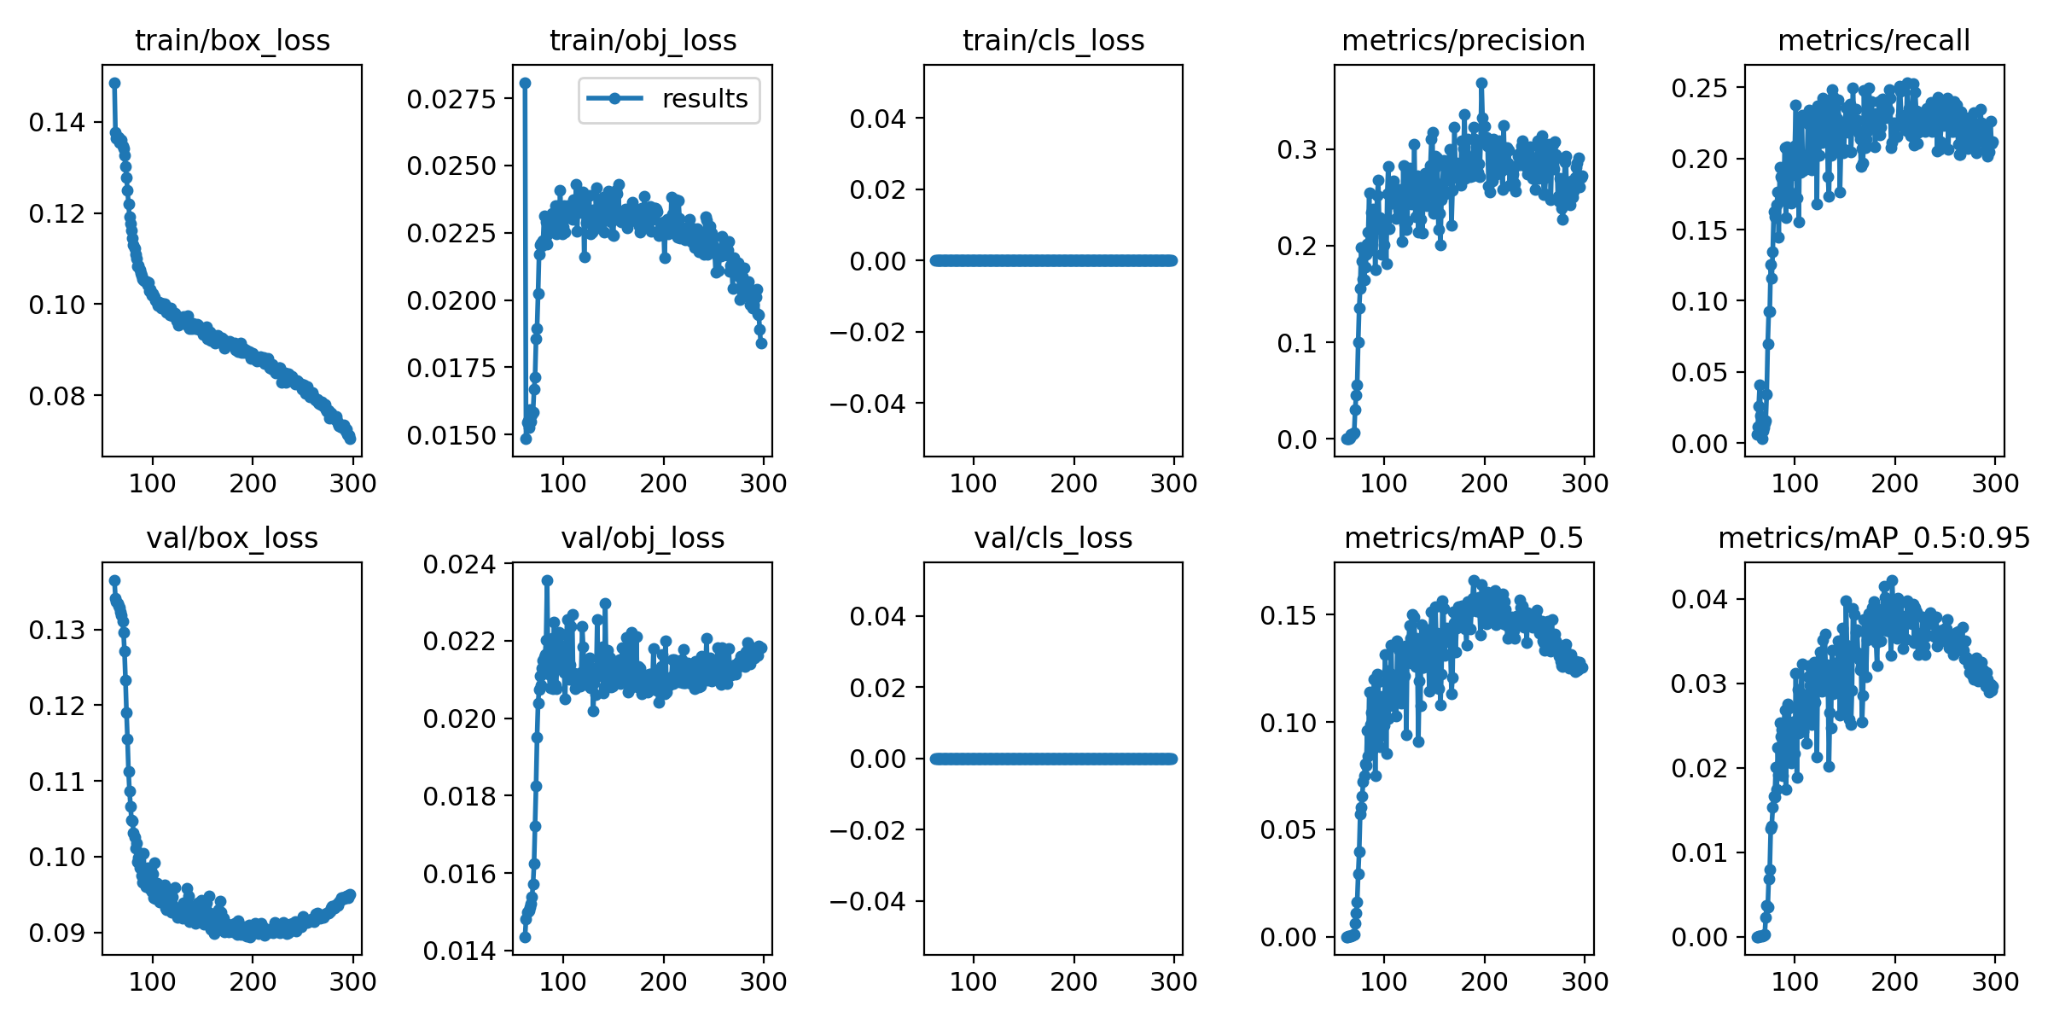 train/box_loss
0.14
0.12
0.10
0.08
100 200 300
train/obj_loss
results
0.0275
0.0250
0.0225
0.0200
0.0175
0.0150
100 200 300
train/cls_loss
0.04
0.02
0.00
−0.02
−0.04
100 200 300
metrics/precision
0.3
0.2
0.1
0.0
100 200 300
metrics/recall
0.25
0.20
0.15
0.10
0.05
0.00
100 200 300
val/box_loss
0.13
0.12
0.11
0.10
0.09
100 200 300
val/obj_loss
0.024
0.022
0.020
0.018
0.016
0.014
100 200 300
val/cls_loss
0.04
0.02
0.00
−0.02
−0.04
100 200 300
metrics/mAP_0.5
0.15
0.10
0.05
0.00
100 200 300
metrics/mAP_0.5:0.95
0.04
0.03
0.02
0.01
0.00
100 200 300